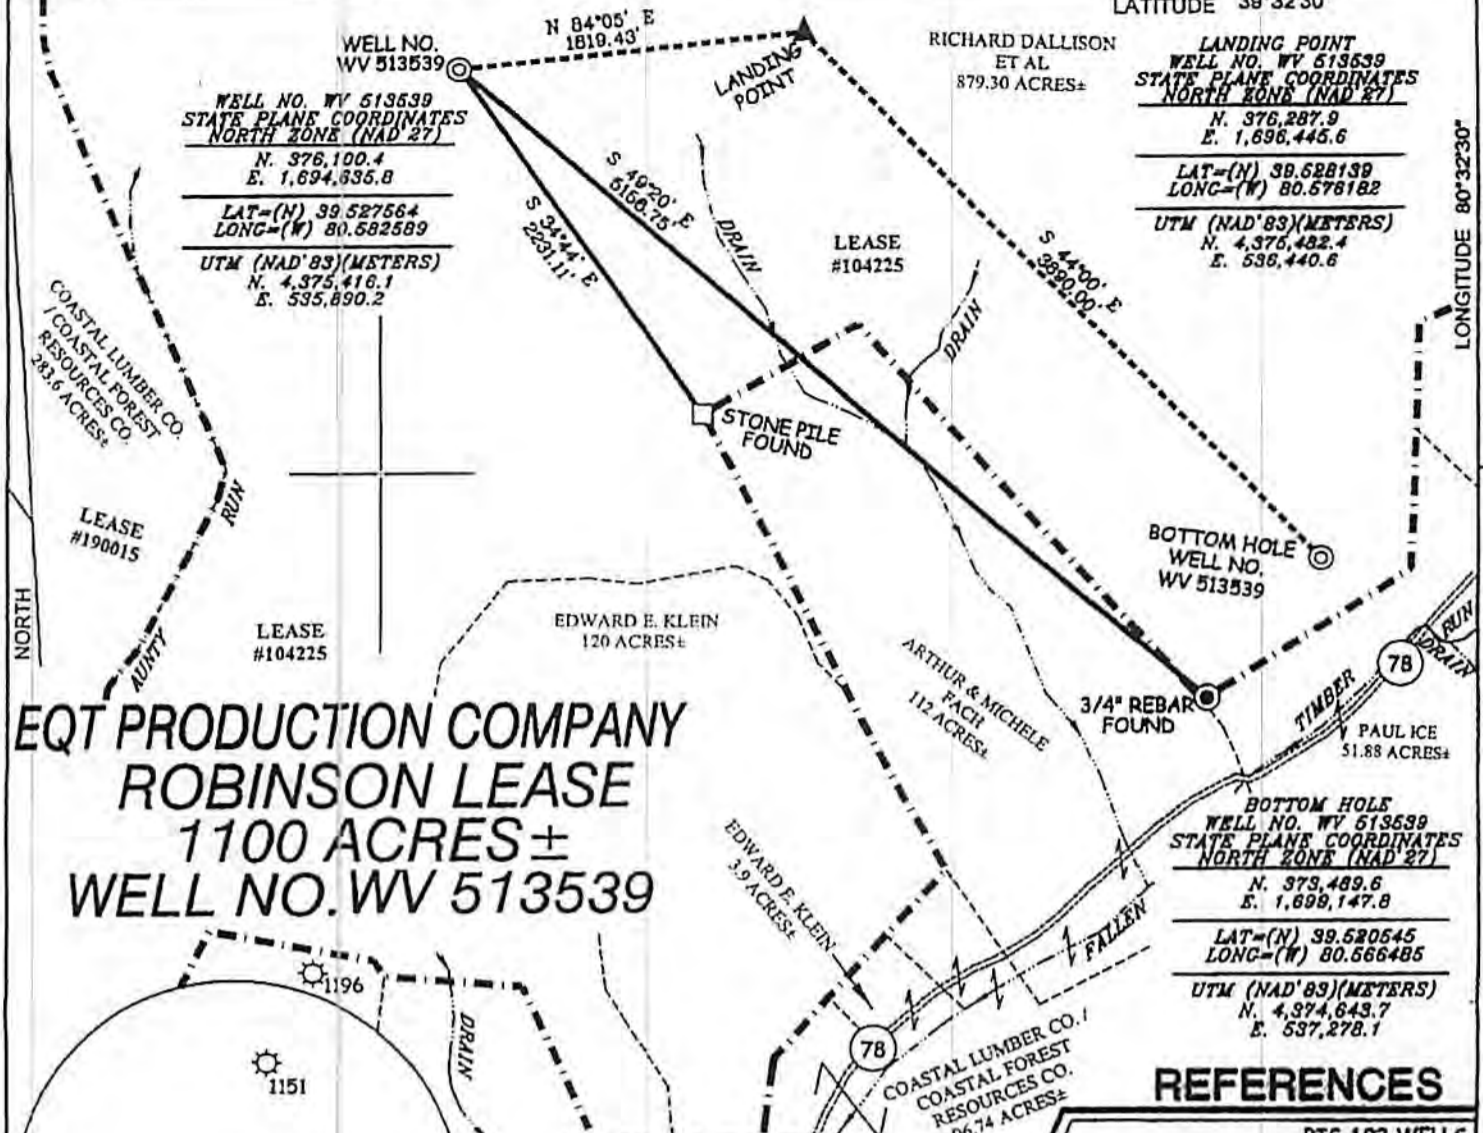 LATITUDE 39°32'30"
WELL NO.
WV 513539
N 84°05' E
1819.43'
LANDING
POINT
RICHARD DALLISON
ET AL
879.30 ACRES±
LANDING POINT
WELL NO. WV 513539
STATE PLANE COORDINATES
NORTH ZONE (NAD'27)
N. 376,287.9
E. 1,696,445.6
LAT=(N) 39.528139
LONG=(W) 80.576182
UTM (NAD'83)(METERS)
N. 4,375,482.4
E. 536,440.6
LONGITUDE 80°32'30"
WELL NO. WV 513539
STATE PLANE COORDINATES
NORTH ZONE (NAD'27)
N. 376,100.4
E. 1,694,635.8
LAT=(N) 39.527564
LONG=(W) 80.582589
UTM (NAD'83)(METERS)
N. 4,375,416.1
E. 535,890.2
S 49°20' E
5156.75'
S 34°44' E
2231.11'
DRAIN
LEASE
#104225
DRAIN
S 44°00' E
3890.00'
COASTAL LUMBER CO.
/ COASTAL FOREST
RESOURCES CO.
283.6 ACRES±
STONE PILE
FOUND
LEASE
#190015
RUN
AUNTY
NORTH
LEASE
#104225
EDWARD E. KLEIN
120 ACRES±
BOTTOM HOLE
WELL NO.
WV 513539
ARTHUR & MICHELE
FACH
112 ACRES±
3/4" REBAR
FOUND
TIMBER
78
RUN
DRAIN
PAUL ICE
51.88 ACRES±
EQT PRODUCTION COMPANY
ROBINSON LEASE
1100 ACRES±
WELL NO. WV 513539
EDWARD E. KLEIN
3.9 ACRES±
BOTTOM HOLE
WELL NO. WV 513539
STATE PLANE COORDINATES
NORTH ZONE (NAD'27)
N. 373,489.6
E. 1,699,147.8
LAT=(N) 39.520545
LONG=(W) 80.566485
UTM (NAD'83)(METERS)
N. 4,374,643.7
E. 537,278.1
FALLEN
1196
1151
DRAIN
78
COASTAL LUMBER CO. /
COASTAL FOREST
RESOURCES CO.
ACRES±
REFERENCES